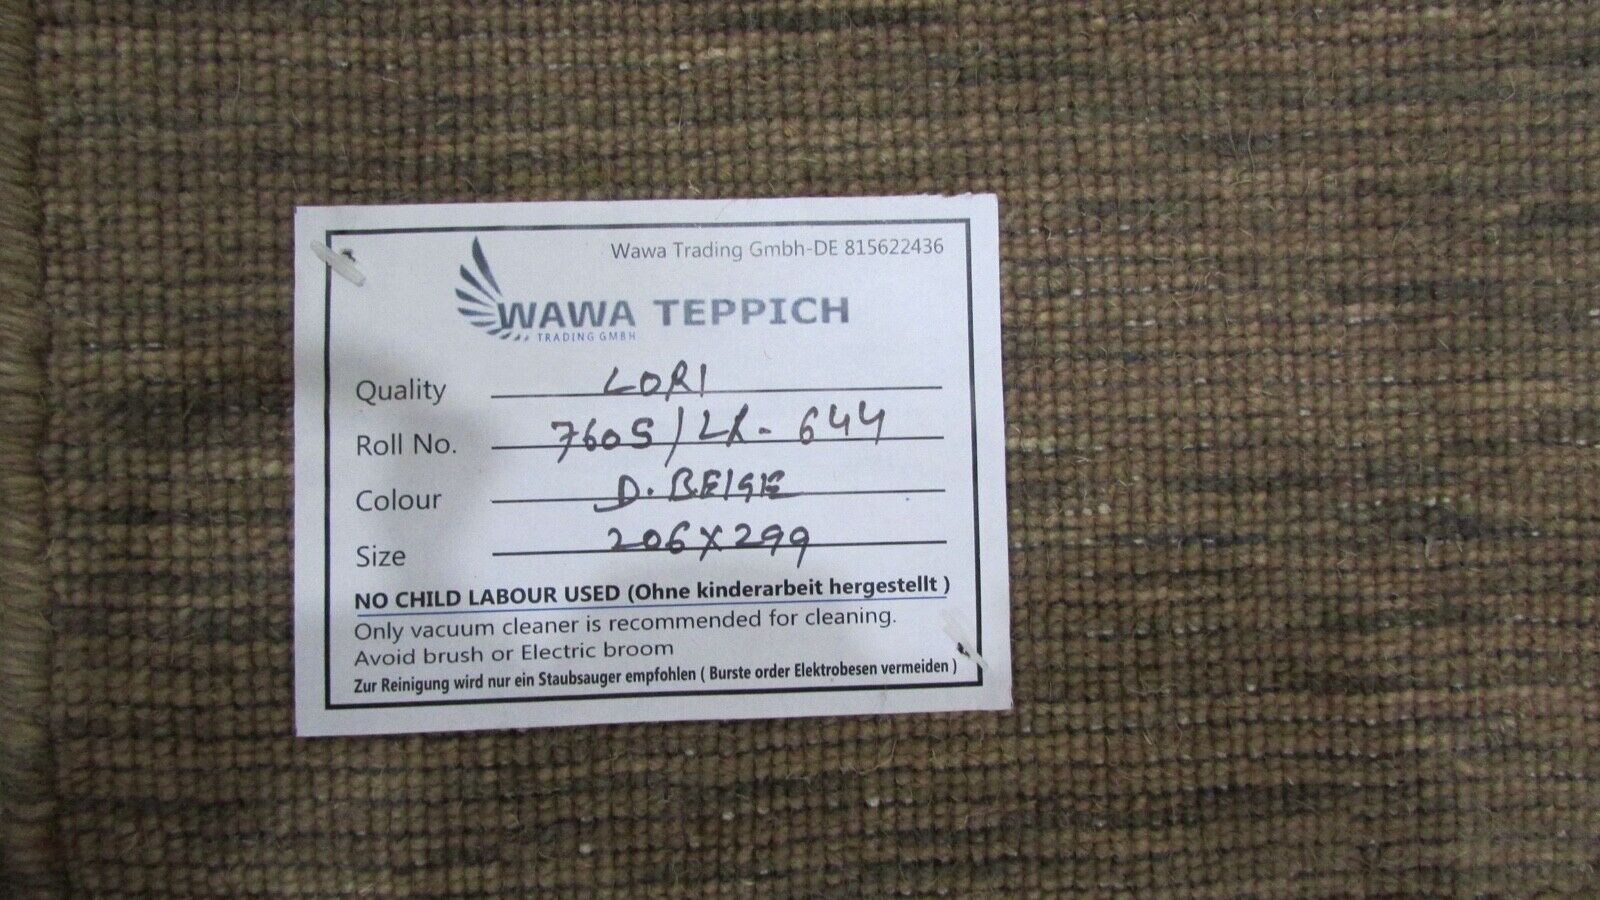 Wawa Trading Gmbh-DE 815622436
WAWA TEPPICH
TRADING GMBH
Quality LORI
Roll No. 7605/LX-644
Colour D. BEIGE
Size 206X299
NO CHILD LABOUR USED (Ohne kinderarbeit hergestellt )
Only vacuum cleaner is recommended for cleaning.
Avoid brush or Electric broom
Zur Reinigung wird nur ein Staubsauger empfohlen ( Burste order Elektrobesen vermeiden )